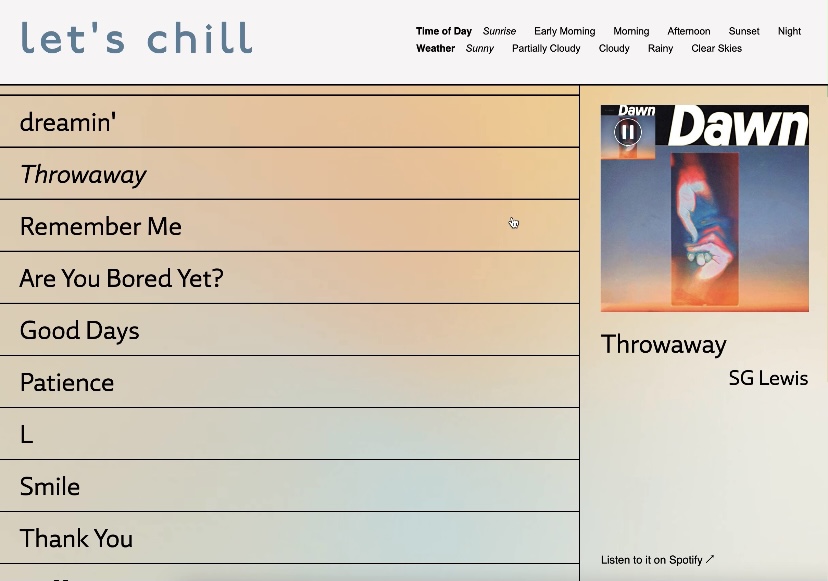 let's chill
Time of Day Sunrise Early Morning Morning Afternoon Sunset Night
Weather Sunny Partially Cloudy Cloudy Rainy Clear Skies
dreamin'
Throwaway
Remember Me
Are You Bored Yet?
Good Days
Patience
L
Smile
Thank You
Dawn
Dawn
Throwaway
SG Lewis
Listen to it on Spotify ↗